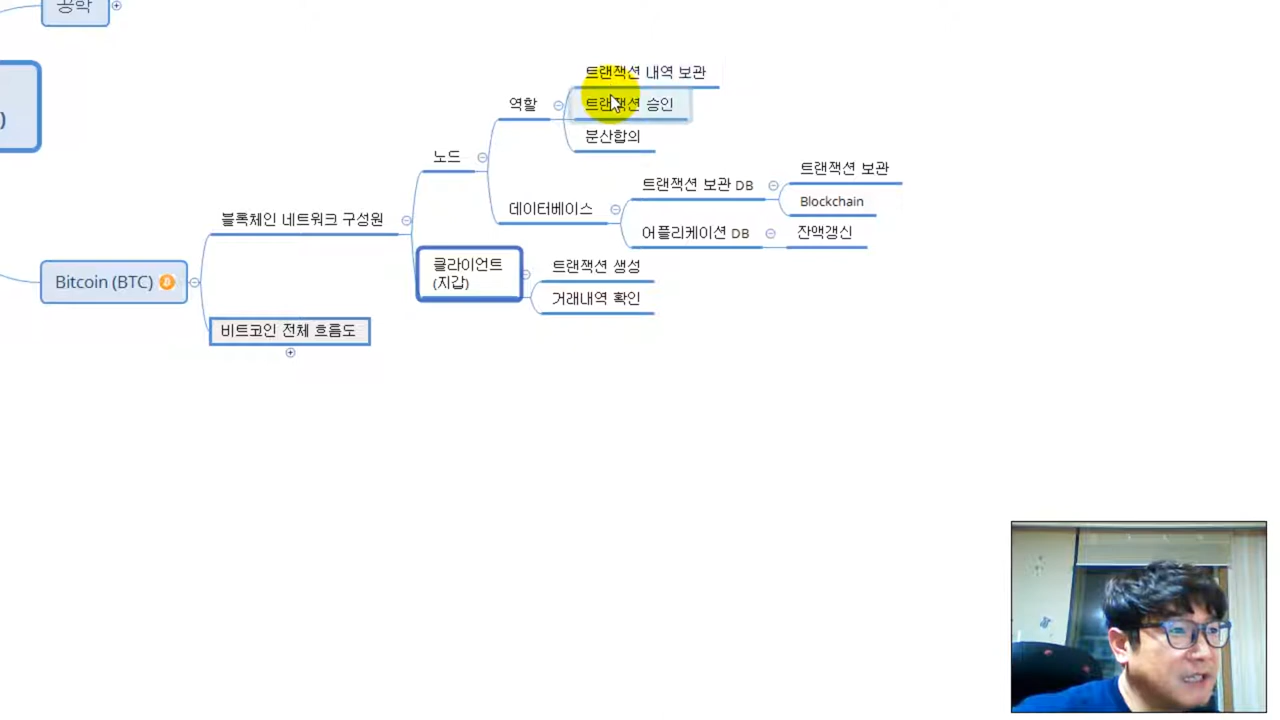 공학
)
트랜잭션 내역 보관
역할
트랜잭션 승인
분산합의
노드
트랜잭션 보관 DB
트랜잭션 보관
Blockchain
데이터베이스
어플리케이션 DB
잔액갱신
블록체인 네트워크 구성원
클라이언트
(지갑)
트랜잭션 생성
거래내역 확인
Bitcoin (BTC)
비트코인 전체 흐름도